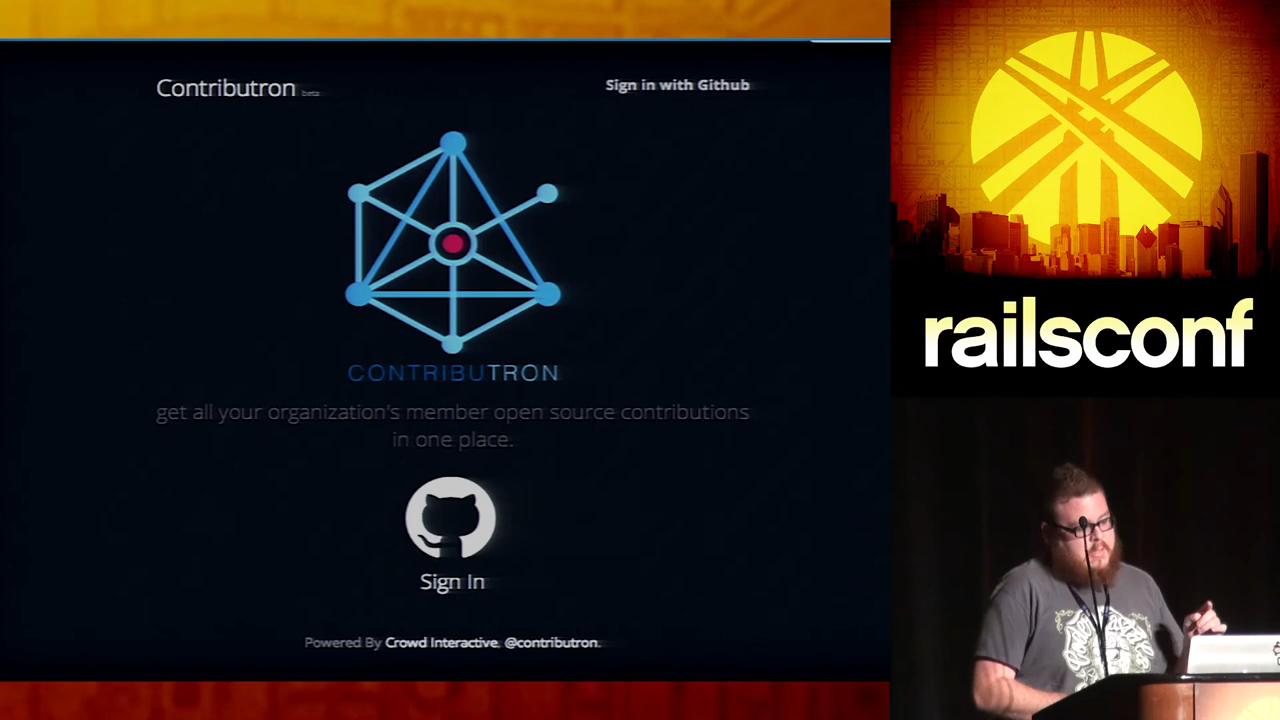 Contributron beta
Sign in with Github
CONTRIBUTRON
get all your organization's member open source contributions
in one place.
Sign In
Powered By Crowd Interactive, @contributron.
railsconf